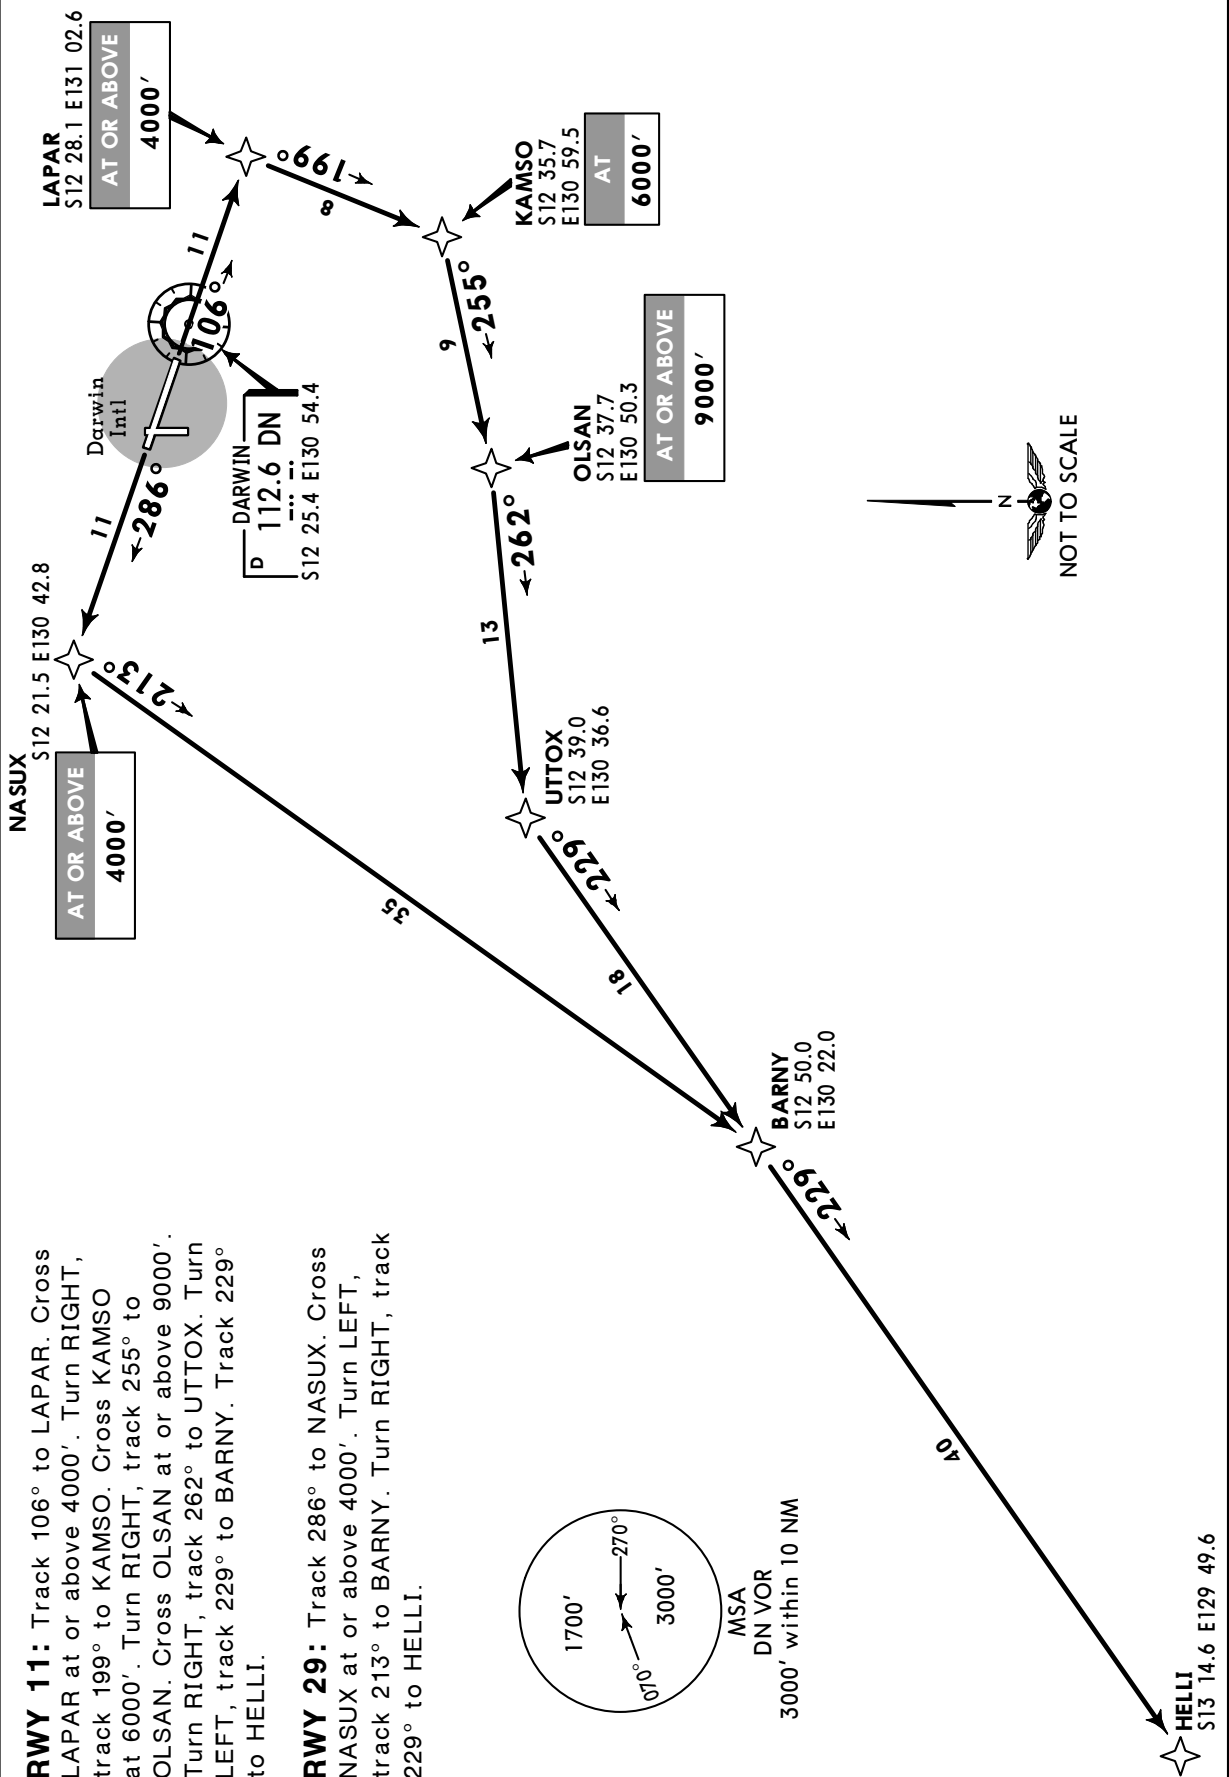 RWY 11: Track 106° to LAPAR. Cross
LAPAR at or above 4000′. Turn RIGHT,
track 199° to KAMSO. Cross KAMSO
at 6000′. Turn RIGHT, track 255° to
OLSAN. Cross OLSAN at or above 9000′.
Turn RIGHT, track 262° to UTTOX. Turn
LEFT, track 229° to BARNY. Track 229°
to HELLI.
RWY 29: Track 286° to NASUX. Cross
NASUX at or above 4000′. Turn LEFT,
track 213° to BARNY. Turn RIGHT, track
229° to HELLI.
NASUX
S12 21.5 E130 42.8
AT OR ABOVE
4000′
Darwin
Intl
11
286°
213°
35
DARWIN
D 112.6 DN
S12 25.4 E130 54.4
106°
11
LAPAR
S12 28.1 E131 02.6
AT OR ABOVE
4000′
199°
8
KAMSO
S12 35.7
E130 59.5
AT
6000′
255°
9
OLSAN
S12 37.7
E130 50.3
AT OR ABOVE
9000′
262°
13
UTTOX
S12 39.0
E130 36.6
229°
18
BARNY
S12 50.0
E130 22.0
229°
40
HELLI
S13 14.6 E129 49.6
1700'
270°
070°
3000'
MSA
DN VOR
3000′ within 10 NM
N
NOT TO SCALE